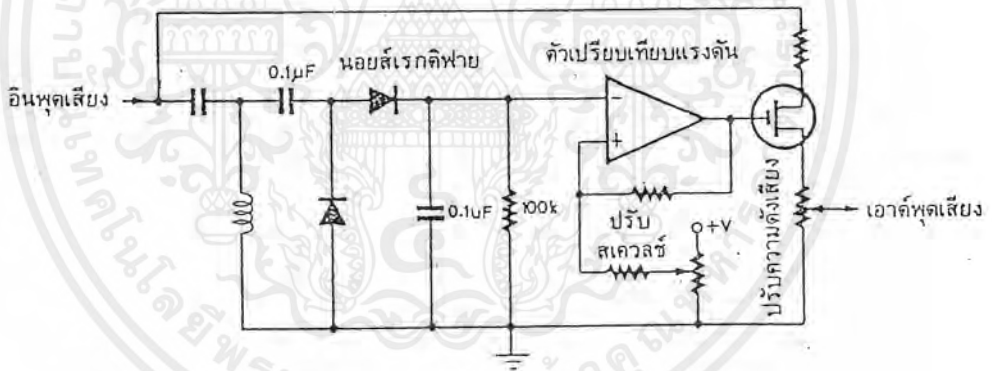 อินพุตเสียง
0.1μF
นอยส์เรกติฟาย
ตัวเปรียบเทียบแรงดัน
-
+
0.1μF
100k
ปรับ
สเควลช์
+V
ปรับความดังเสียง
เอาต์พุตเสียง